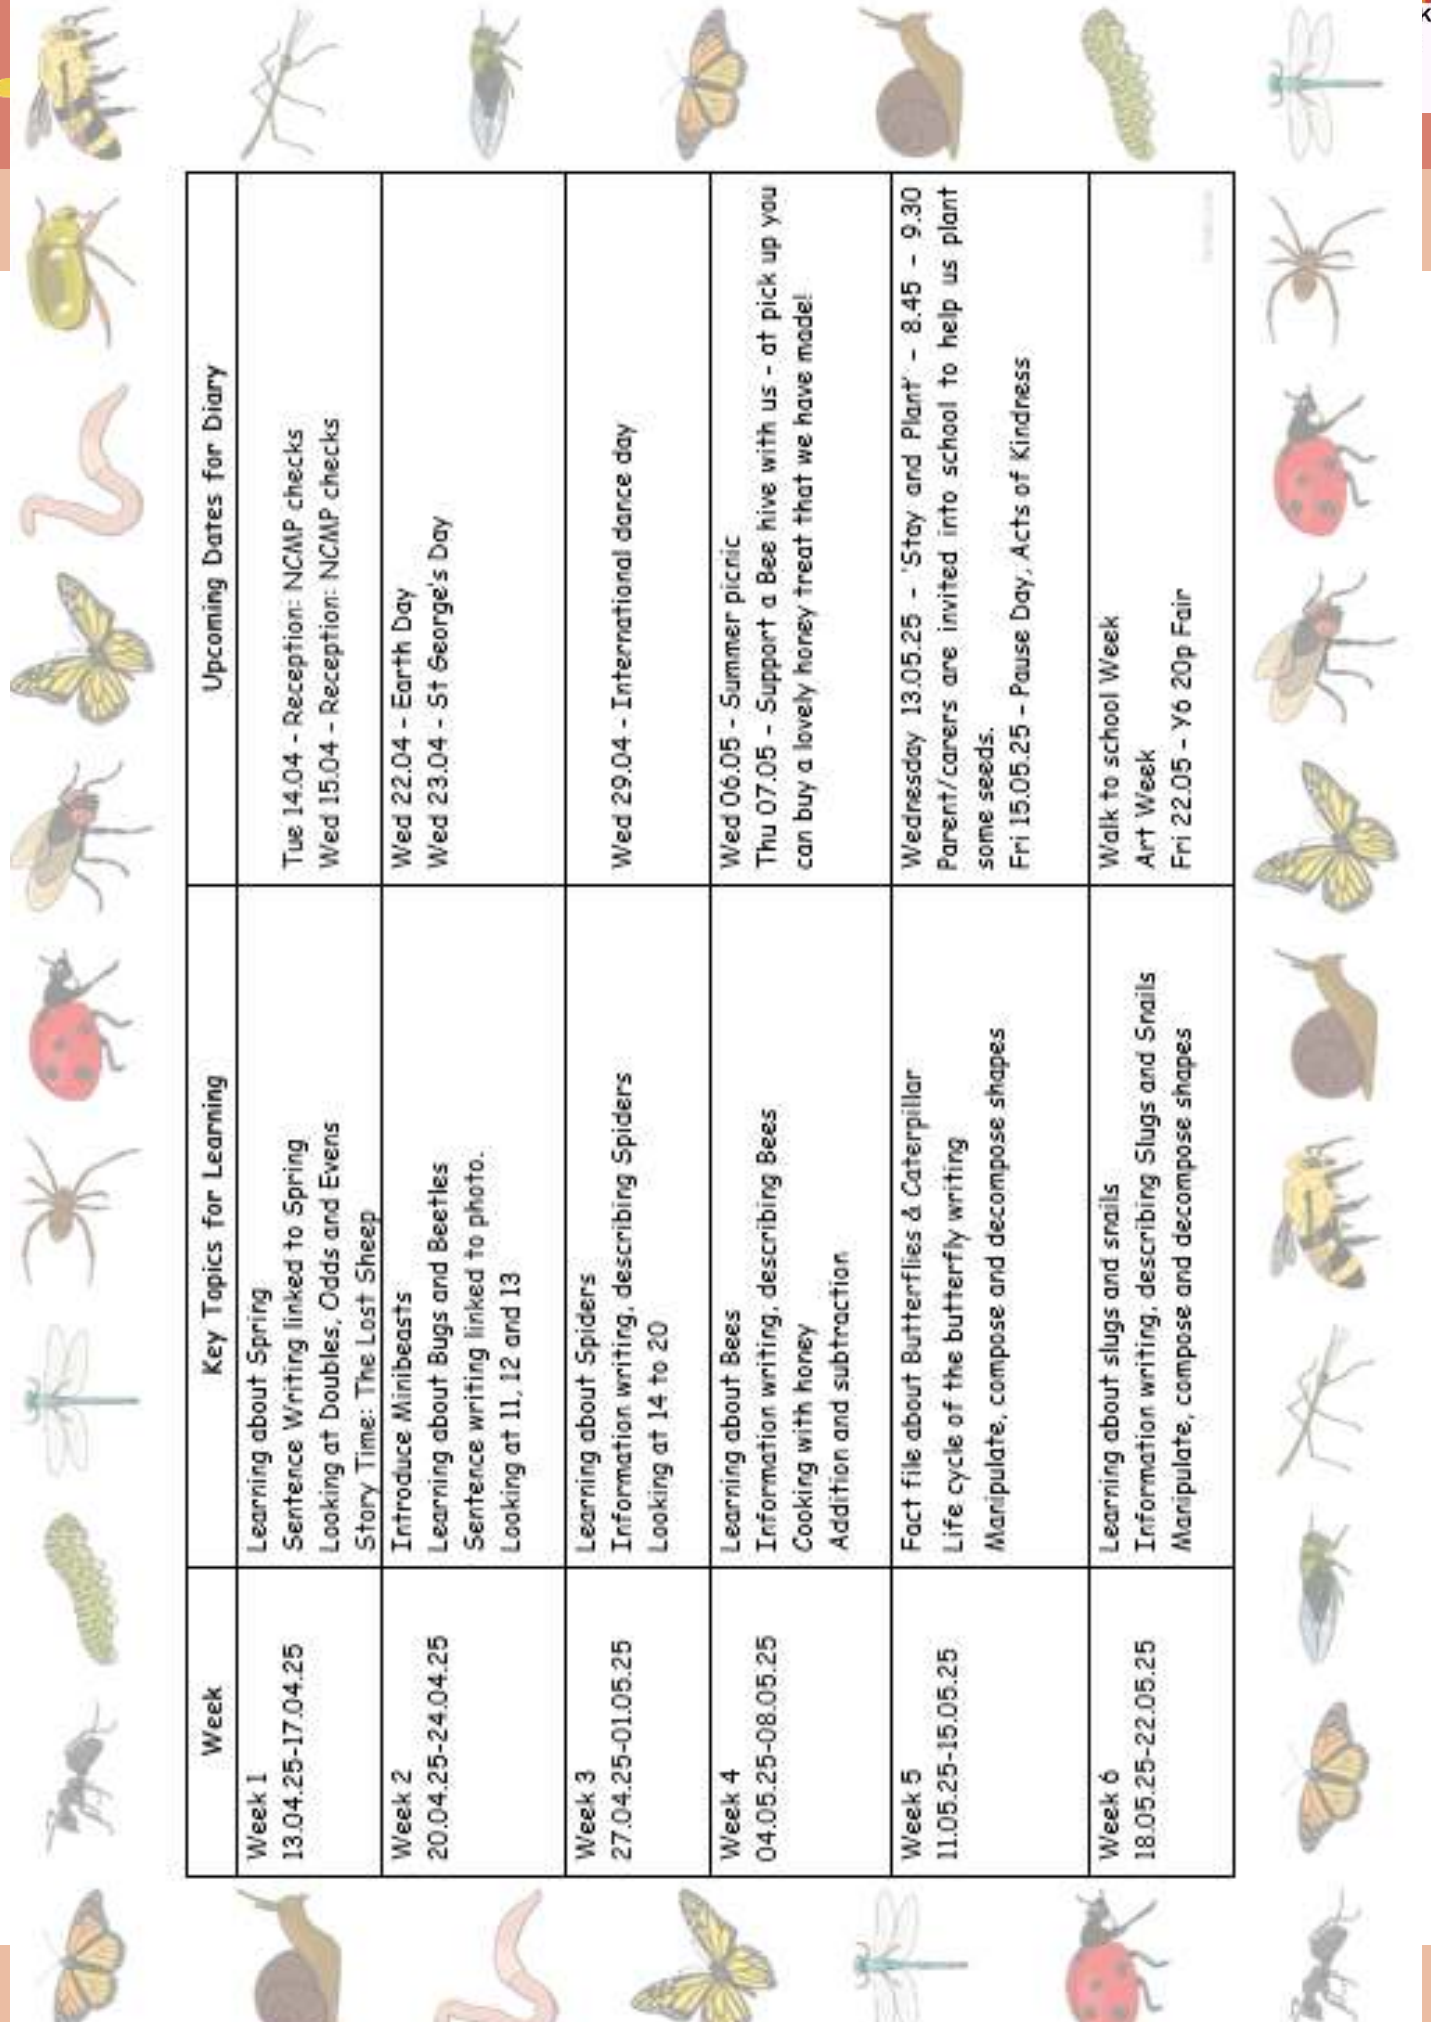 Week
Key Topics for Learning
Upcoming Dates for Diary
Week 1
13.04.25-17.04.25
Learning about Spring
Sentence Writing linked to Spring
Looking at Doubles, Odds and Evens
Story Time: The Lost Sheep
Tue 14.04 - Reception: NCMP checks
Wed 15.04 - Reception: NCMP checks
Week 2
20.04.25-24.04.25
Introduce Minibeasts
Learning about Bugs and Beetles
Sentence writing linked to photo.
Looking at 11, 12 and 13
Wed 22.04 - Earth Day
Wed 23.04 - St George's Day
Week 3
27.04.25-01.05.25
Learning about Spiders
Information writing, describing Spiders
Looking at 14 to 20
Wed 29.04 - International dance day
Week 4
04.05.25-08.05.25
Learning about Bees
Information writing, describing Bees
Cooking with honey
Addition and subtraction
Wed 06.05 - Summer picnic
Thu 07.05 - Support a Bee hive with us - at pick up you
can buy a lovely honey treat that we have made!
Week 5
11.05.25-15.05.25
Fact file about Butterflies & Caterpillar
Life cycle of the butterfly writing
Manipulate, compose and decompose shapes
Wednesday 13.05.25 - 'Stay and Plant' - 8.45 - 9.30
Parent/carers are invited into school to help us plant
some seeds.
Fri 15.05.25 - Pause Day, Acts of Kindness
Week 6
18.05.25-22.05.25
Learning about slugs and snails
Information writing, describing Slugs and Snails
Manipulate, compose and decompose shapes
Walk to school Week
Art Week
Fri 22.05 - Y6 20p Fair